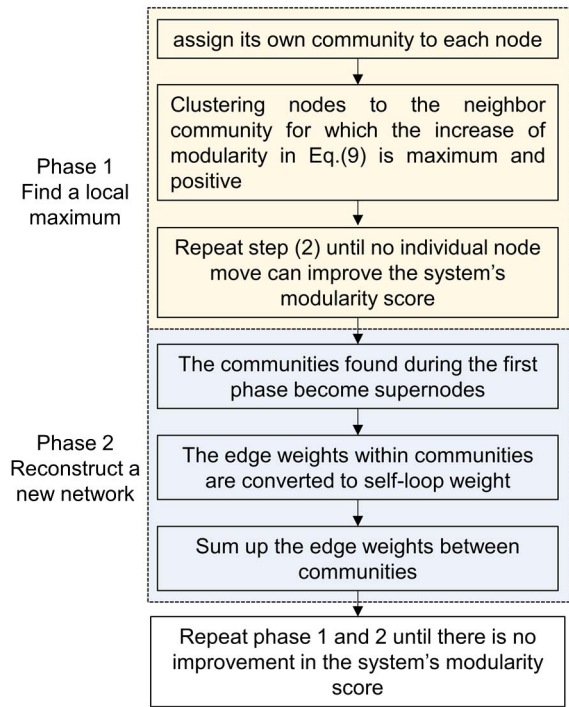 assign its own community to each node
Clustering nodes to the neighbor
community for which the increase of
modularity in Eq.(9) is maximum and
positive
Phase 1
Find a local
maximum
Repeat step (2) until no individual node
move can improve the system’s
modularity score
The communities found during the first
phase become supernodes
Phase 2
Reconstruct a
new network
The edge weights within communities
are converted to self-loop weight
Sum up the edge weights between
communities
Repeat phase 1 and 2 until there is no
improvement in the system’s modularity
score